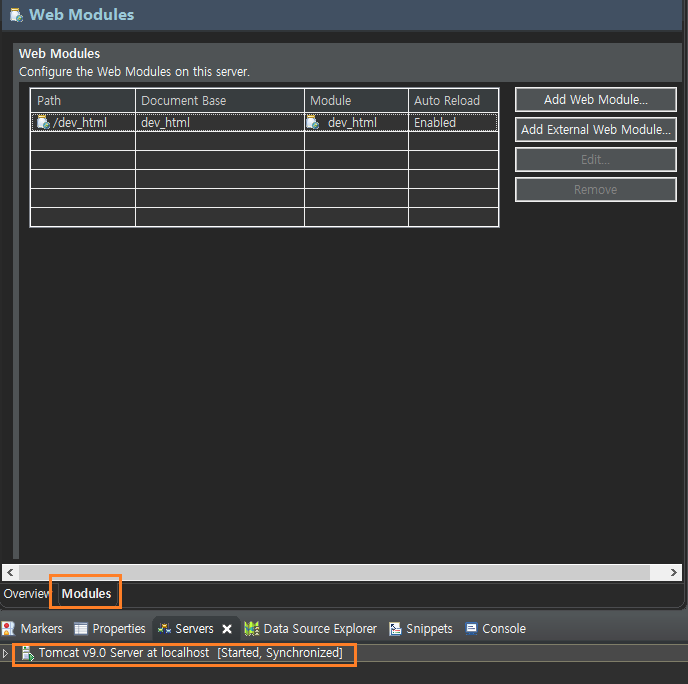 Web Modules
Web Modules
Configure the Web Modules on this server.
Path Document Base Module Auto Reload
/dev_html dev_html dev_html Enabled
Add Web Module...
Add External Web Module...
Edit...
Remove
Overview Modules
Markers Properties Servers Data Source Explorer Snippets Console
Tomcat v9.0 Server at localhost [Started, Synchronized]